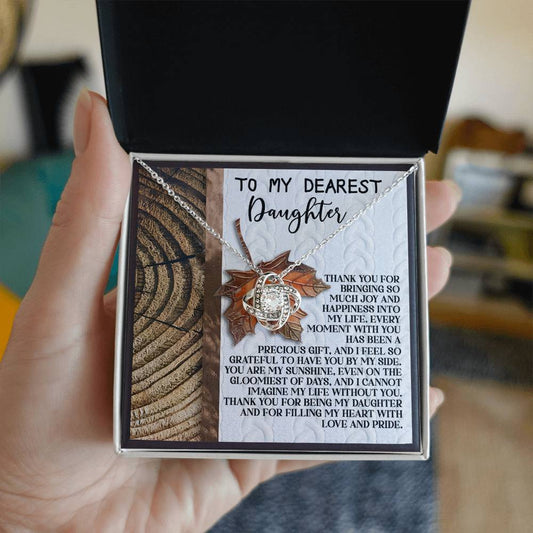 TO MY DEAREST
Daughter
THANK YOU FOR
BRINGING SO
MUCH JOY AND
HAPPINESS INTO
MY LIFE. EVERY
MOMENT WITH YOU
HAS BEEN A
PRECIOUS GIFT, AND I FEEL SO
GRATEFUL TO HAVE YOU BY MY SIDE.
YOU ARE MY SUNSHINE, EVEN ON THE
GLOOMIEST OF DAYS, AND I CANNOT
IMAGINE MY LIFE WITHOUT YOU.
THANK YOU FOR BEING MY DAUGHTER
AND FOR FILLING MY HEART WITH
LOVE AND PRIDE.